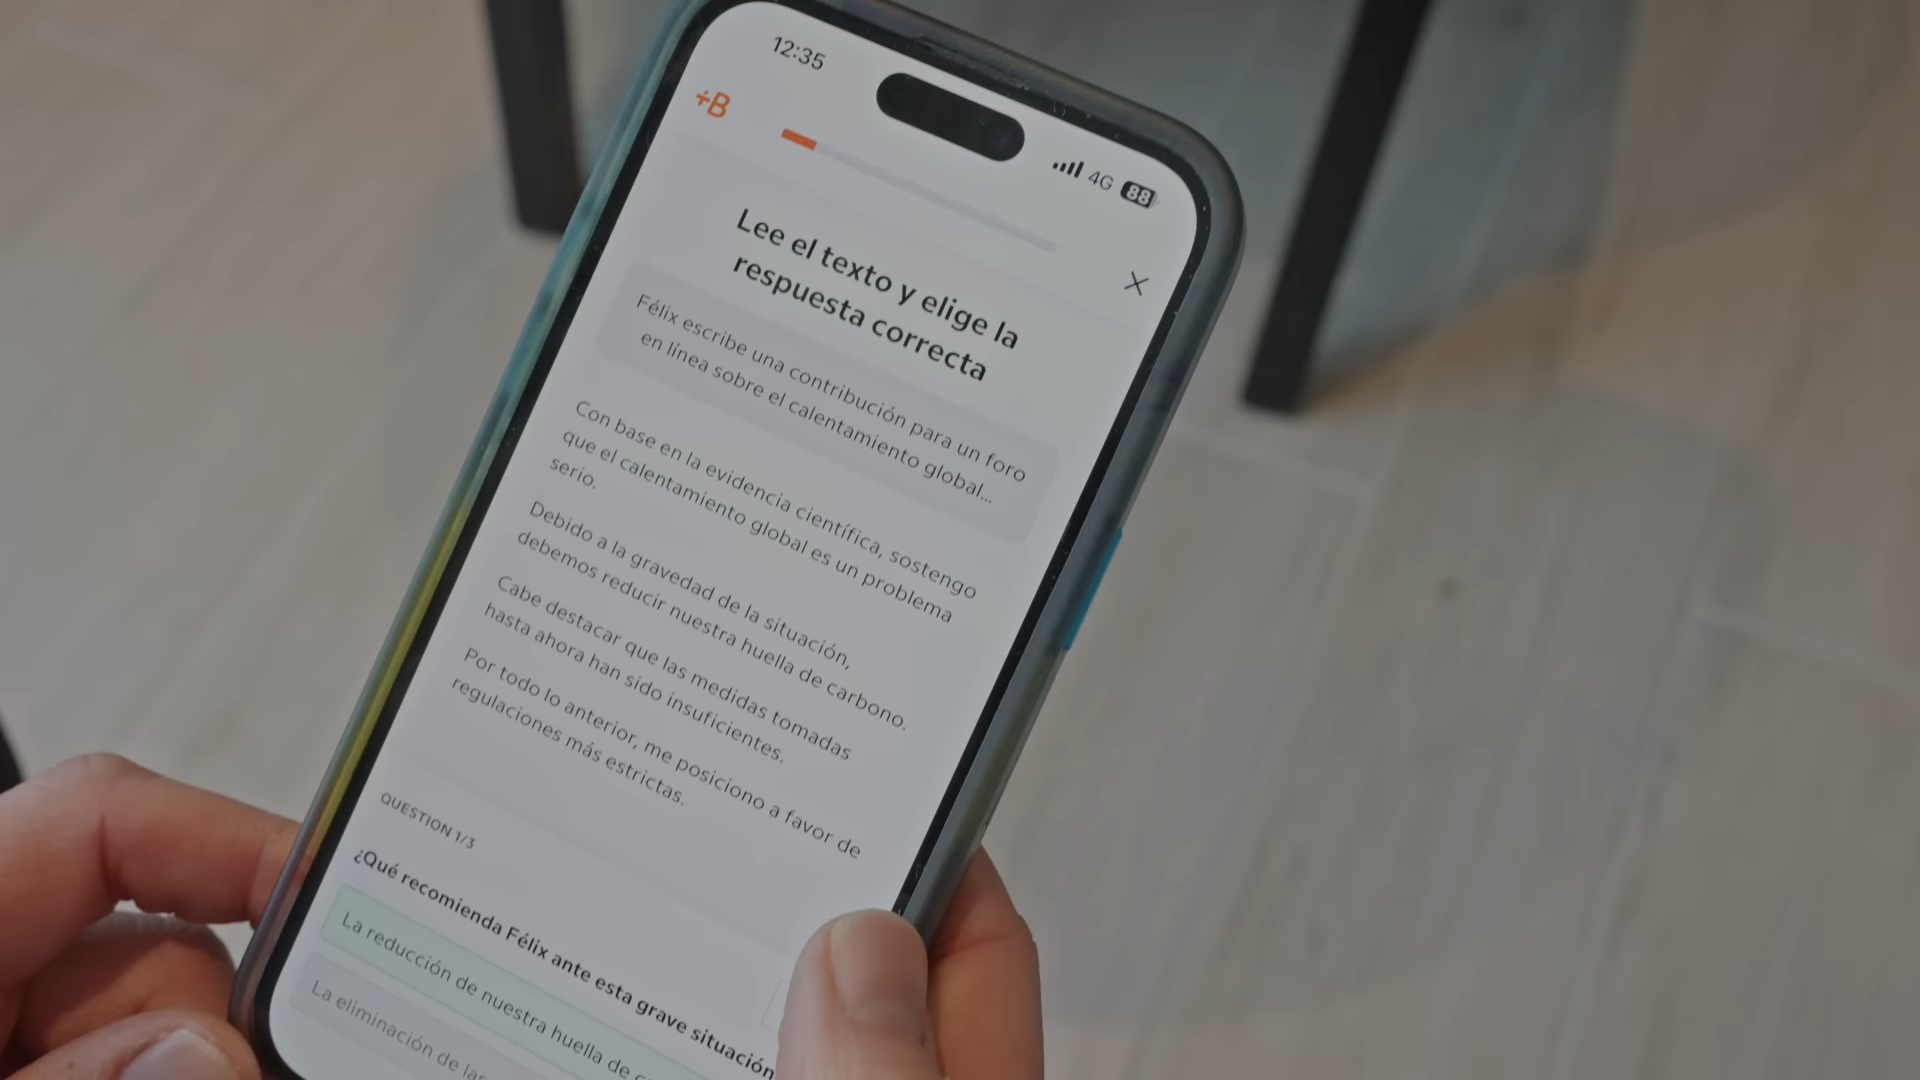 12:35
4G 88
+B
Lee el texto y elige la
respuesta correcta
Félix escribe una contribución para un foro
en línea sobre el calentamiento global...
Con base en la evidencia científica, sostengo
que el calentamiento global es un problema
serio.
Debido a la gravedad de la situación,
debemos reducir nuestra huella de carbono.
Cabe destacar que las medidas tomadas
hasta ahora han sido insuficientes.
Por todo lo anterior, me posiciono a favor de
regulaciones más estrictas.
QUESTION 1/3
¿Qué recomienda Félix ante esta grave situación
La reducción de nuestra huella de
La eliminación de las